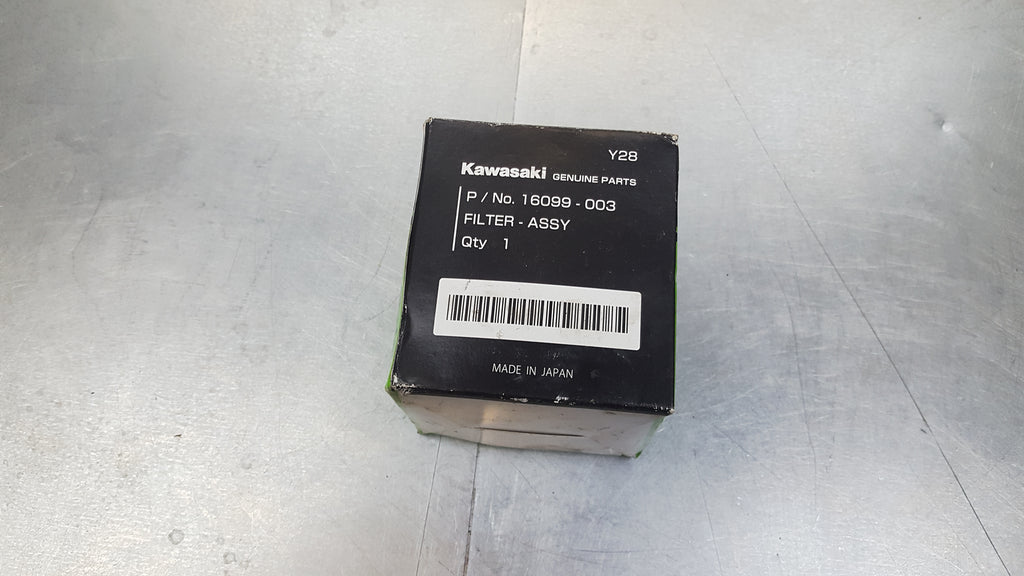 Y28
Kawasaki GENUINE PARTS
P / No. 16099 - 003
FILTER - ASSY
Qty 1
MADE IN JAPAN